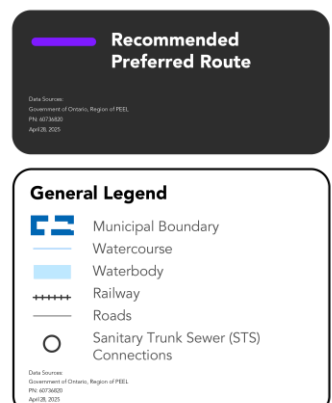 Recommended
Preferred Route
Data Sources:
Government of Ontario, Region of PEEL
PN: 60736820
April 28, 2025
General Legend
Municipal Boundary
Watercourse
Waterbody
Railway
Roads
Sanitary Trunk Sewer (STS)
Connections
Data Sources
Government of Ontario, Region of PEEL
PN: 60736820
April 28, 2025